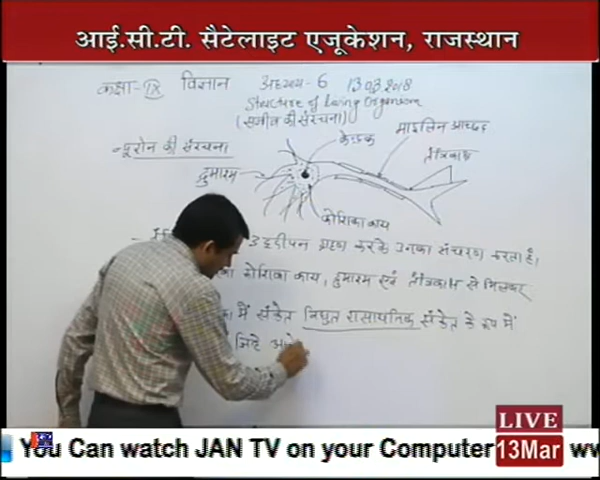 आई.सी.टी. सैटेलाइट एजूकेशन, राजस्थान
कक्षा-IX विज्ञान अध्याय - 6 13 03 2018
Structure of Living Organism
(सजीव की संरचना)
न्यूरोन की संरचना
केन्द्रक
माइलिन आच्छद
तंत्रिकाक्ष
द्रुमाश्म
कोशिका काय
उद्दीपन ग्रहण करके उनका संचरण करता है।
कोशिका काय, द्रुमाश्म एवं तंत्रिकाक्ष से मिलकर
में संकेत विधुत रासायनिक संकेत के रूप में
जिन्हे
LIVE
You Can watch JAN TV on your Computer
13Mar
ww